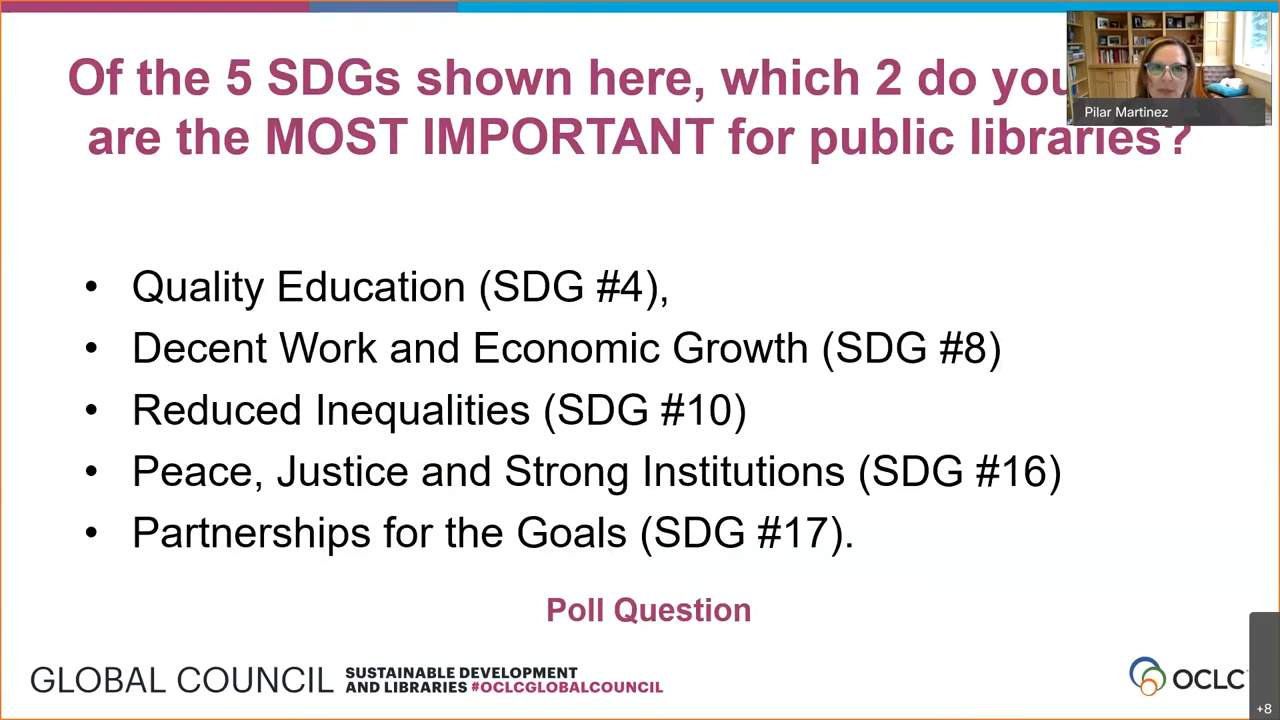 Of the 5 SDGs shown here, which 2 do you
are the MOST IMPORTANT for public libraries?
Pilar Martinez
• Quality Education (SDG #4),
• Decent Work and Economic Growth (SDG #8)
• Reduced Inequalities (SDG #10)
• Peace, Justice and Strong Institutions (SDG #16)
• Partnerships for the Goals (SDG #17).
Poll Question
GLOBAL COUNCIL
SUSTAINABLE DEVELOPMENT
AND LIBRARIES #OCLCGLOBALCOUNCIL
OCLC
+8